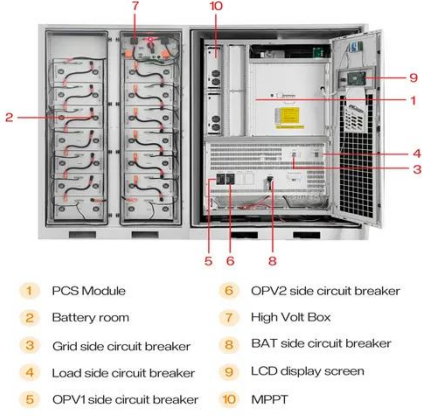 7
10
9
1
2
4
3
5
6
8
1 PCS Module
2 Battery room
3 Grid side circuit breaker
4 Load side circuit breaker
5 OPV1 side circuit breaker
6 OPV2 side circuit breaker
7 High Volt Box
8 BAT side circuit breaker
9 LCD display screen
10 MPPT